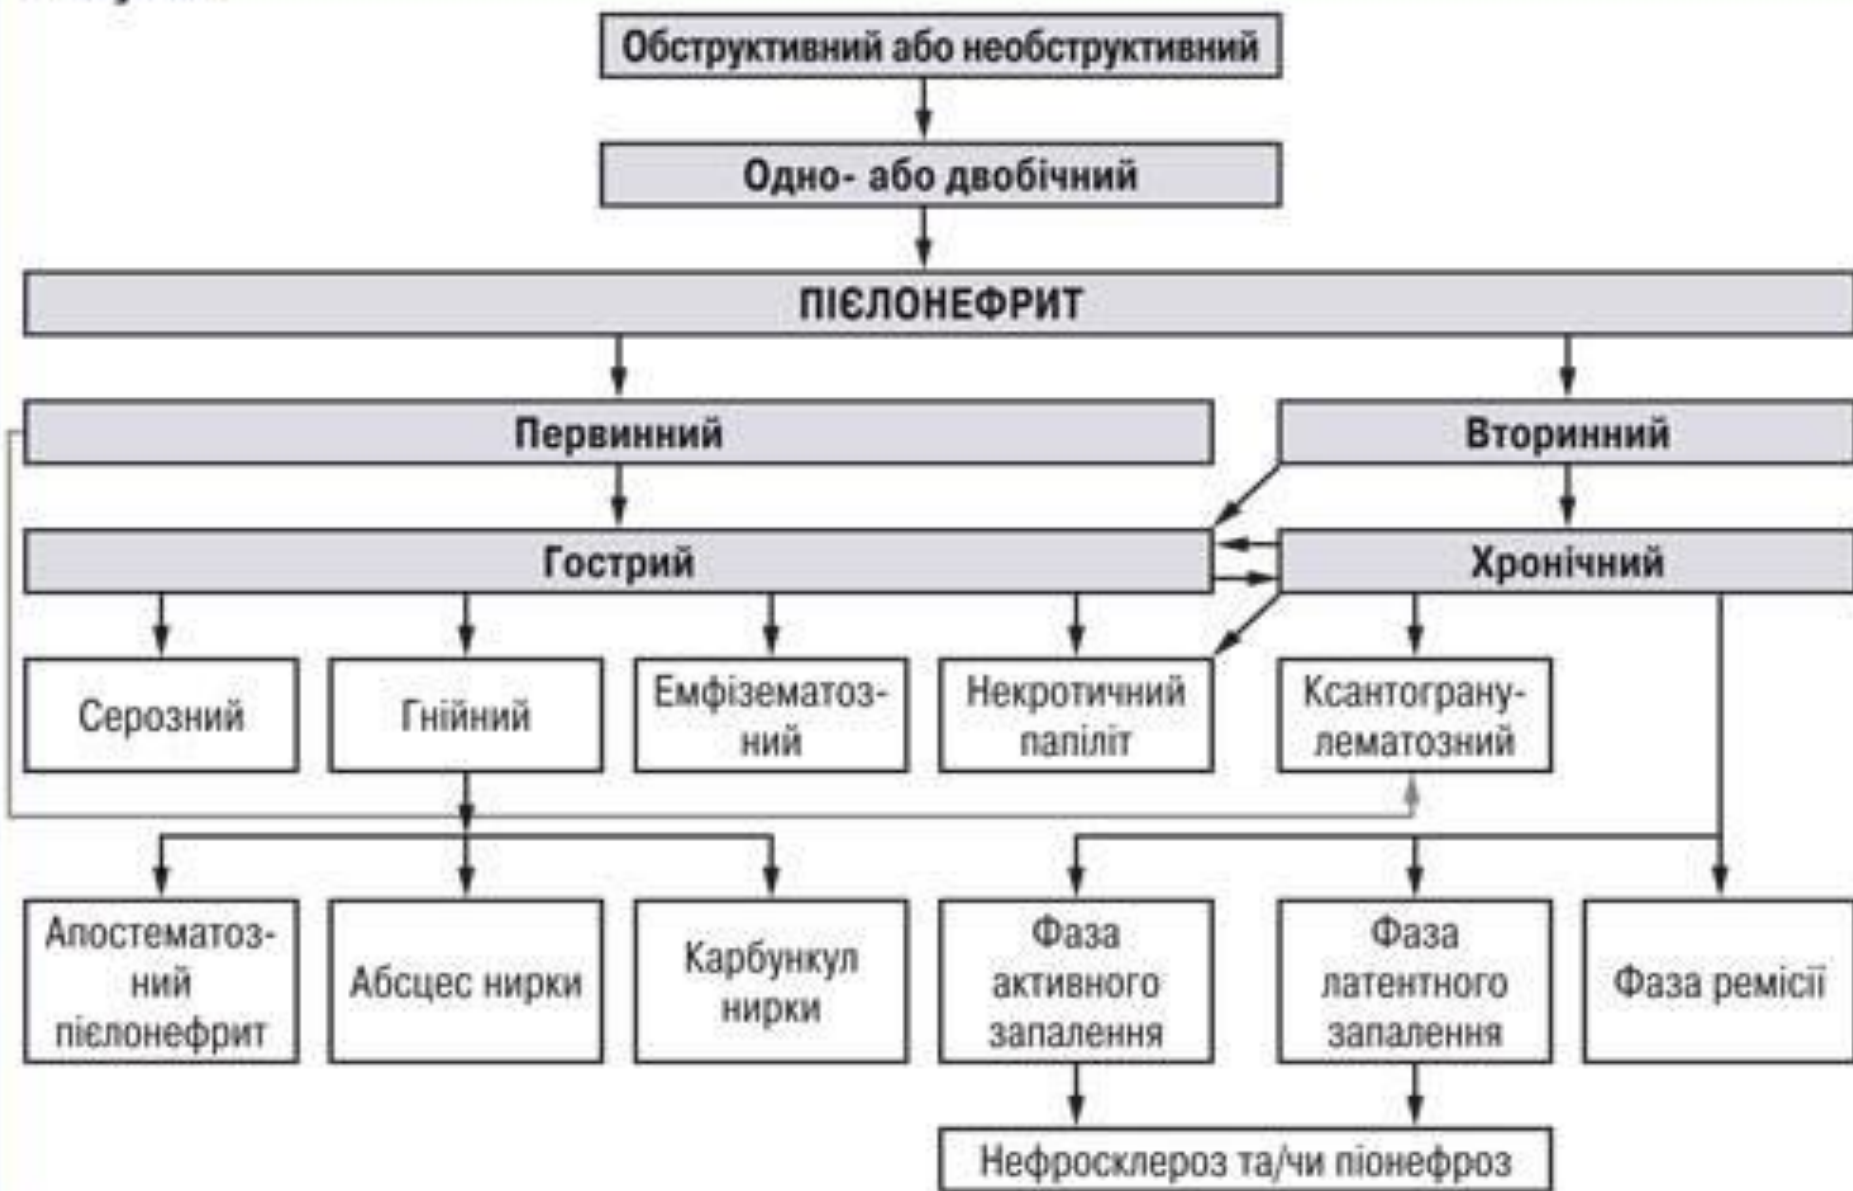 Обструктивний або необструктивний
Одно- або двобічний
ПІЄЛОНЕФРИТ
Первинний
Вторинний
Гострий
Хронічний
Серозний
Гнійний
Емфізематоз-
ний
Некротичний
папіліт
Ксантограну-
лематозний
Апостематоз-
ний
пієлонефрит
Абсцес нирки
Карбункул
нирки
Фаза
активного
запалення
Фаза
латентного
запалення
Фаза ремісії
Нефросклероз та/чи піонефроз